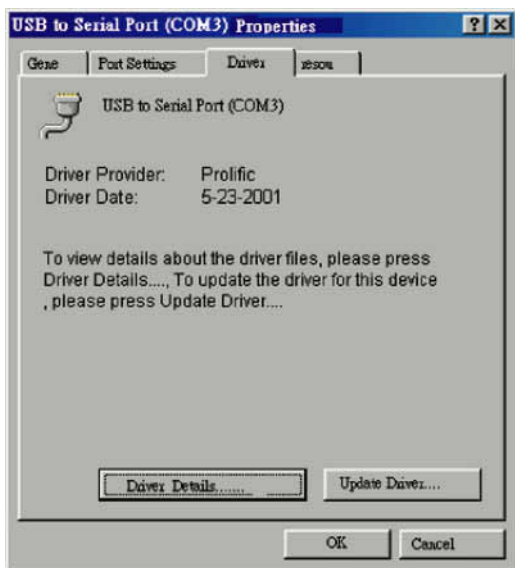 USB to Serial Port (COM3) Properties
Gene Port Settings Driver resou
USB to Serial Port (COM3)
Driver Provider: Prolific
Driver Date: 5-23-2001
To view details about the driver files, please press
Driver Details...., To update the driver for this device
, please press Update Driver....
Driver Details....... ....
Update Driver....
OK Cancel